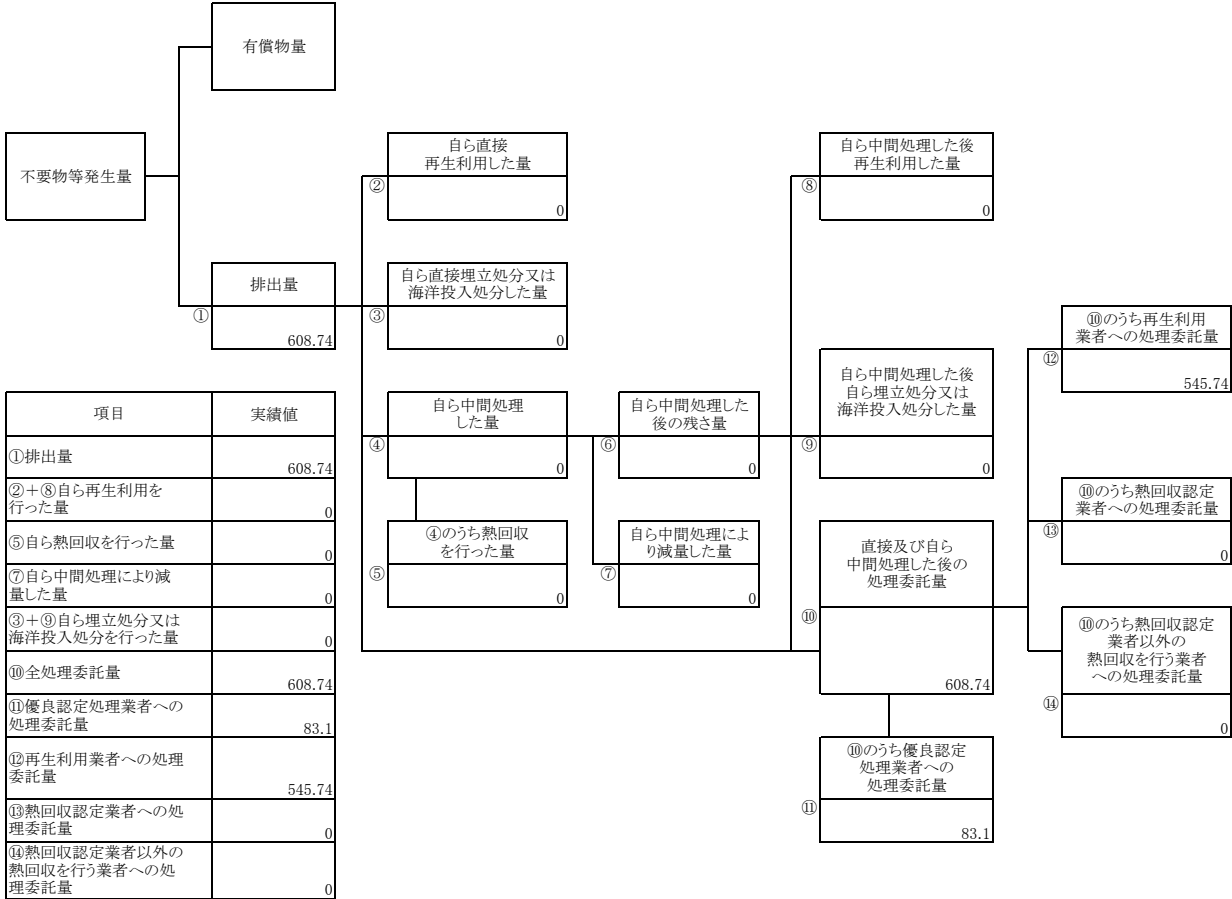 有償物量
不要物等発生量
自ら直接
再生利用した量
②
0
自ら中間処理した後
再生利用した量
⑧
0
排出量
①
608.74
自ら直接埋立処分又は
海洋投入処分した量
③
0
⑩のうち再生利用
業者への処理委託量
⑫
545.74
自ら中間処理した後
自ら埋立処分又は
海洋投入処分した量
⑨
0
自ら中間処理
した量
④
0
自ら中間処理した
後の残さ量
⑥
0
⑩のうち熱回収認定
業者への処理委託量
⑬
0
④のうち熱回収
を行った量
⑤
0
自ら中間処理によ
り減量した量
⑦
0
直接及び自ら
中間処理した後の
処理委託量
⑩
608.74
⑩のうち熱回収認定
業者以外の
熱回収を行う業者
への処理委託量
⑭
0
⑩のうち優良認定
処理業者への
処理委託量
⑪
83.1
項目 実績値
①排出量
608.74
②+⑧自ら再生利用を
行った量
0
⑤自ら熱回収を行った量
0
⑦自ら中間処理により減
量した量
0
③+⑨自ら埋立処分又は
海洋投入処分を行った量
0
⑩全処理委託量
608.74
⑪優良認定処理業者への
処理委託量
83.1
⑫再生利用業者への処理
委託量
545.74
⑬熱回収認定業者への処
理委託量
0
⑭熱回収認定業者以外の
熱回収を行う業者への処
理委託量
0